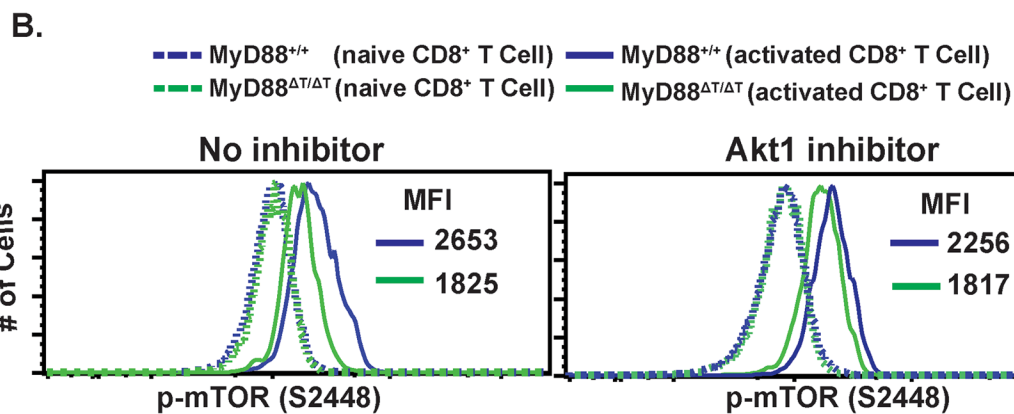 B.
MyD88+/+ (naive CD8+ T Cell) MyD88+/+ (activated CD8+ T Cell)
MyD88ΔT/ΔT (naive CD8+ T Cell) MyD88ΔT/ΔT (activated CD8+ T Cell)
No inhibitor
Akt1 inhibitor
# of Cells
MFI
2653
1825
MFI
2256
1817
p-mTOR (S2448)
p-mTOR (S2448)